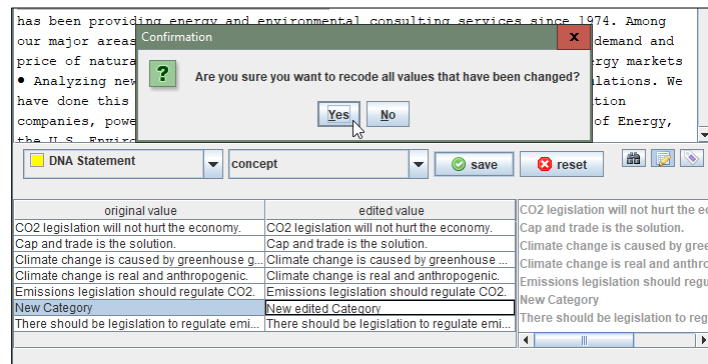 has been providing energy and environmental consulting services since 1974. Among
our major areas
demand and
Confirmation
x
price of natura
rgy markets
?
Are you sure you want to recode all values that have been changed?
• Analyzing new
lations. We
have done this
tion
Yes
No
companies, powe
of Energy,
the U.S. Enviro
DNA Statement
concept
save
reset
original value
edited value
CO2 legislation will not hurt the economy.
CO2 legislation will not hurt the economy.
CO2 legislation will not hurt the ec
Cap and trade is the solution.
Cap and trade is the solution.
Cap and trade is the solution.
Climate change is caused by greenhouse g...
Climate change is caused by greenhouse ...
Climate change is caused by gree
Climate change is real and anthropogenic.
Climate change is real and anthropogenic.
Climate change is real and anthro
Emissions legislation should regulate CO2.
Emissions legislation should regulate CO2.
Emissions legislation should regu
New Category
New edited Category
New Category
There should be legislation to regulate emi...
There should be legislation to regulate emi...
There should be legislation to reg